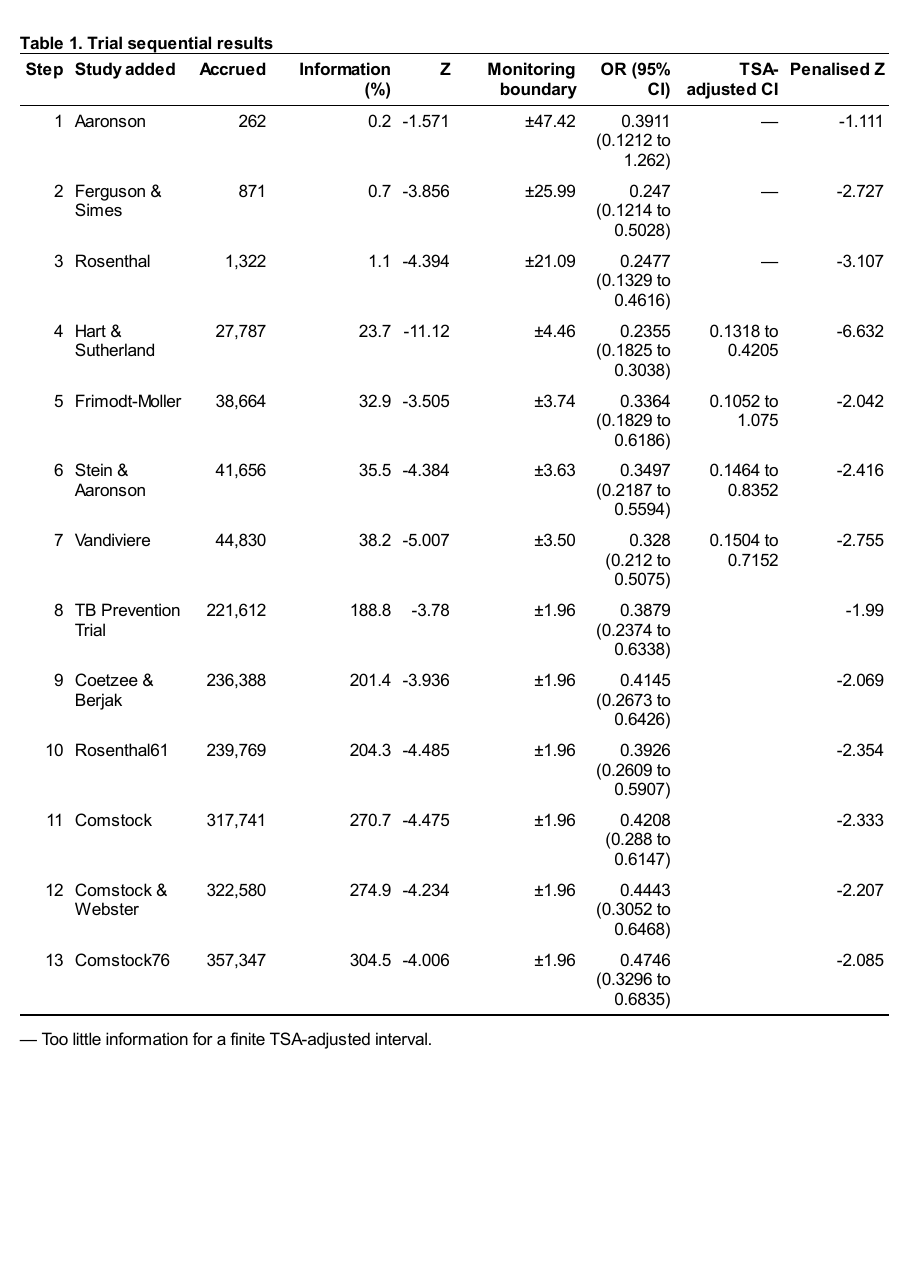 Table 1. Trial sequential results
Step Study added Accrued Information (%) Z Monitoring boundary OR (95% CI) TSA-adjusted CI Penalised Z
1 Aaronson 262 0.2 -1.571 ±47.42 0.3911 (0.1212 to 1.262) — -1.111
2 Ferguson & Simes 871 0.7 -3.856 ±25.99 0.247 (0.1214 to 0.5028) — -2.727
3 Rosenthal 1,322 1.1 -4.394 ±21.09 0.2477 (0.1329 to 0.4616) — -3.107
4 Hart & Sutherland 27,787 23.7 -11.12 ±4.46 0.2355 (0.1825 to 0.3038) 0.1318 to 0.4205 -6.632
5 Frimodt-Moller 38,664 32.9 -3.505 ±3.74 0.3364 (0.1829 to 0.6186) 0.1052 to 1.075 -2.042
6 Stein & Aaronson 41,656 35.5 -4.384 ±3.63 0.3497 (0.2187 to 0.5594) 0.1464 to 0.8352 -2.416
7 Vandiviere 44,830 38.2 -5.007 ±3.50 0.328 (0.212 to 0.5075) 0.1504 to 0.7152 -2.755
8 TB Prevention Trial 221,612 188.8 -3.78 ±1.96 0.3879 (0.2374 to 0.6338) -1.99
9 Coetzee & Berjak 236,388 201.4 -3.936 ±1.96 0.4145 (0.2673 to 0.6426) -2.069
10 Rosenthal61 239,769 204.3 -4.485 ±1.96 0.3926 (0.2609 to 0.5907) -2.354
11 Comstock 317,741 270.7 -4.475 ±1.96 0.4208 (0.288 to 0.6147) -2.333
12 Comstock & Webster 322,580 274.9 -4.234 ±1.96 0.4443 (0.3052 to 0.6468) -2.207
13 Comstock76 357,347 304.5 -4.006 ±1.96 0.4746 (0.3296 to 0.6835) -2.085
— Too little information for a finite TSA-adjusted interval.